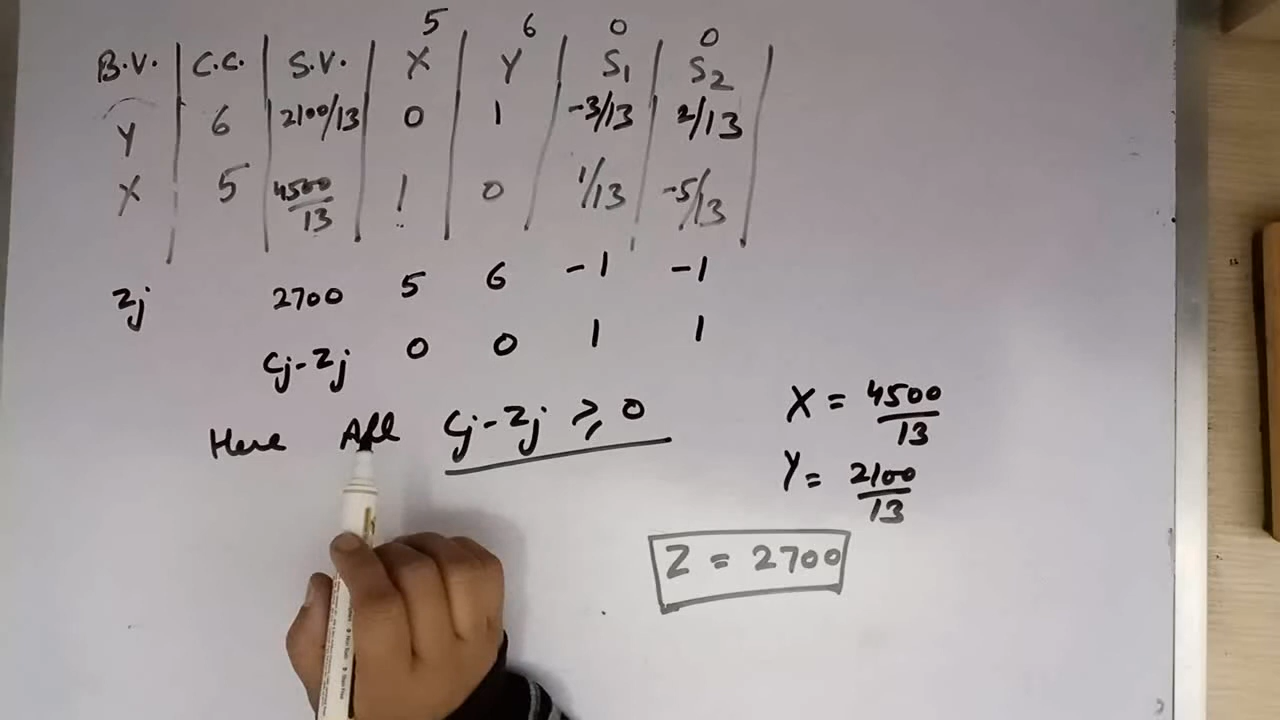 5 6 0 0
B.V. C.C. S.V. X Y S1 S2
Y 6 2100/13 0 1 -3/13 2/13
X 5 4500/13 1 0 1/13 -5/13
Zj 2700 5 6 -1 -1
Cj-Zj 0 0 1 1
Here All Cj-Zj ≥ 0
X = 4500/13
Y = 2100/13
Z = 2700